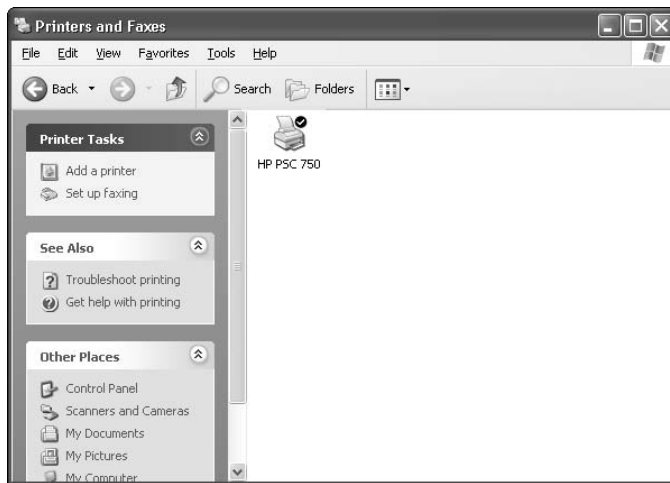 Printers and Faxes
File Edit View Favorites Tools Help
Back Search Folders
Printer Tasks
Add a printer
Set up faxing
See Also
Troubleshoot printing
Get help with printing
Other Places
Control Panel
Scanners and Cameras
My Documents
My Pictures
My Computer
HP PSC 750